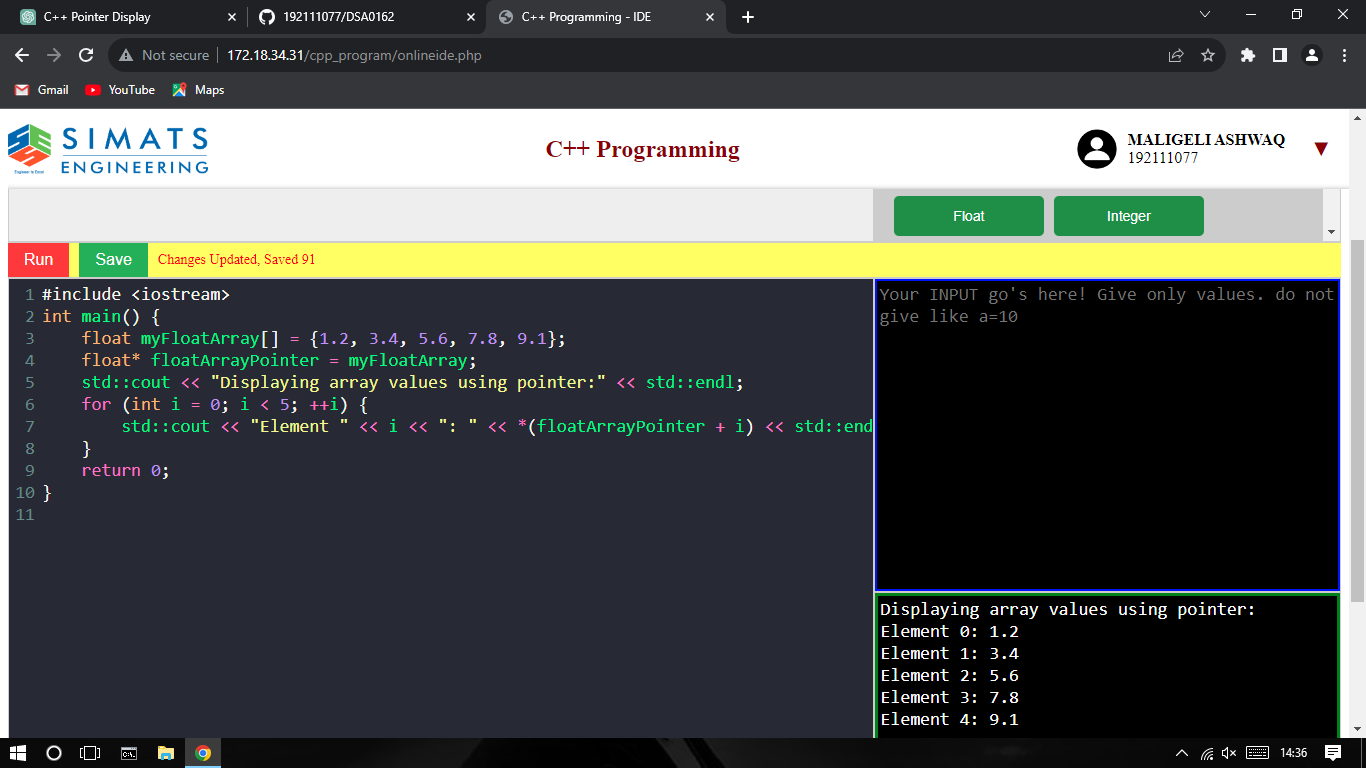 C++ Pointer Display
192111077/DSA0162
C++ Programming - IDE
Not secure 172.18.34.31/cpp_program/onlineide.php
Gmail YouTube Maps
SIMATS
ENGINEERING
Engineer to Excel
C++ Programming
MALIGELI ASHWAQ
192111077
Float Integer
Run Save Changes Updated, Saved 91
1 #include <iostream>
2 int main() {
3     float myFloatArray[] = {1.2, 3.4, 5.6, 7.8, 9.1};
4     float* floatArrayPointer = myFloatArray;
5     std::cout << "Displaying array values using pointer:" << std::endl;
6     for (int i = 0; i < 5; ++i) {
7         std::cout << "Element " << i << ": " << *(floatArrayPointer + i) << std::end
8     }
9     return 0;
10 }
11
Your INPUT go's here! Give only values. do not
give like a=10
Displaying array values using pointer:
Element 0: 1.2
Element 1: 3.4
Element 2: 5.6
Element 3: 7.8
Element 4: 9.1
14:36